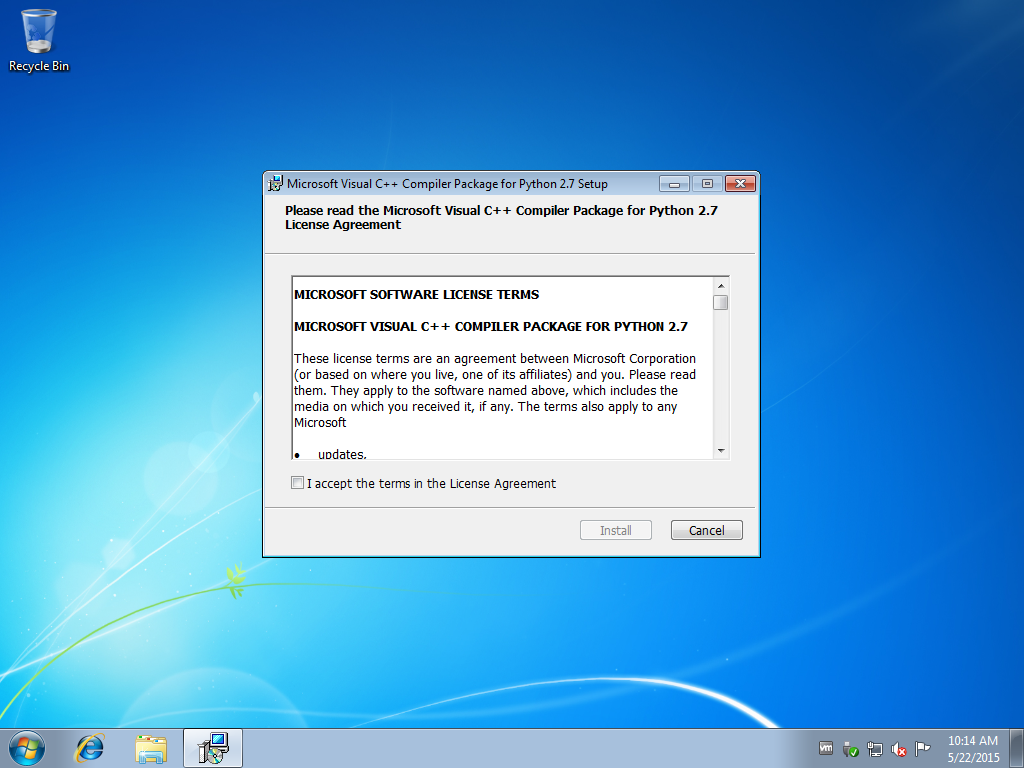 Recycle Bin
Microsoft Visual C++ Compiler Package for Python 2.7 Setup
Please read the Microsoft Visual C++ Compiler Package for Python 2.7
License Agreement
MICROSOFT SOFTWARE LICENSE TERMS
MICROSOFT VISUAL C++ COMPILER PACKAGE FOR PYTHON 2.7
These license terms are an agreement between Microsoft Corporation
(or based on where you live, one of its affiliates) and you. Please read
them. They apply to the software named above, which includes the
media on which you received it, if any. The terms also apply to any
Microsoft
• updates,
I accept the terms in the License Agreement
Install Cancel
vm
10:14 AM
5/22/2015